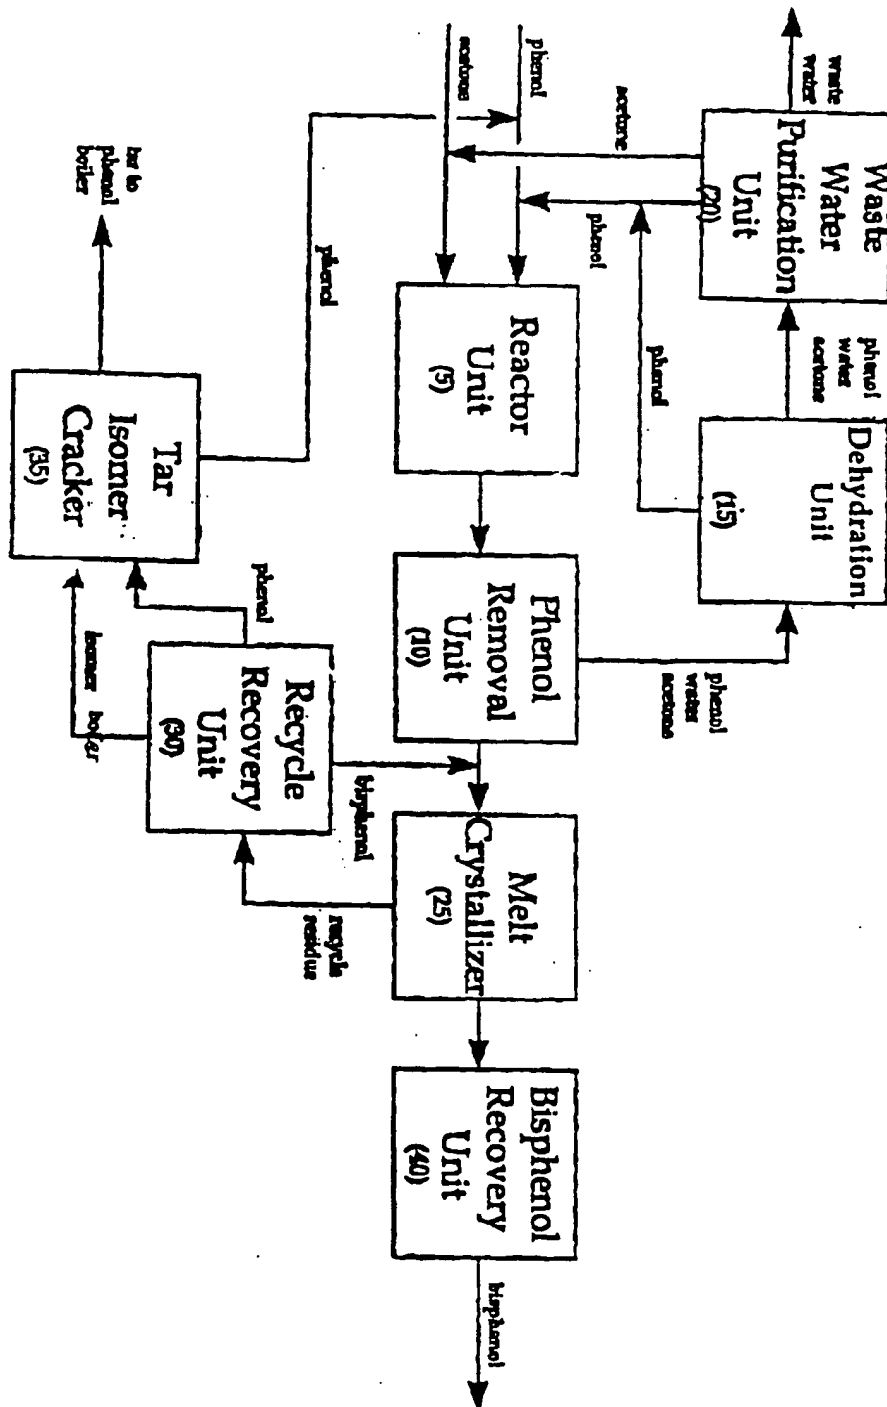 waste
water
Waste
Water
Purification
Unit
(20)
phenol
water
acetone
Dehydration
Unit
(15)
phenol
water
acetone
acetone
phenol
phenol
phenol
acetone
Reactor
Unit
(5)
Phenol
Removal
Unit
(10)
Melt
Crystallizer
(25)
Bisphenol
Recovery
Unit
(40)
bisphenol
bisphenol
recycle
residue
Recycle
Recovery
Unit
(30)
phenol
isomer boiler
phenol
Tar
Isomer
Cracker
(35)
tar to
phenol
boiler